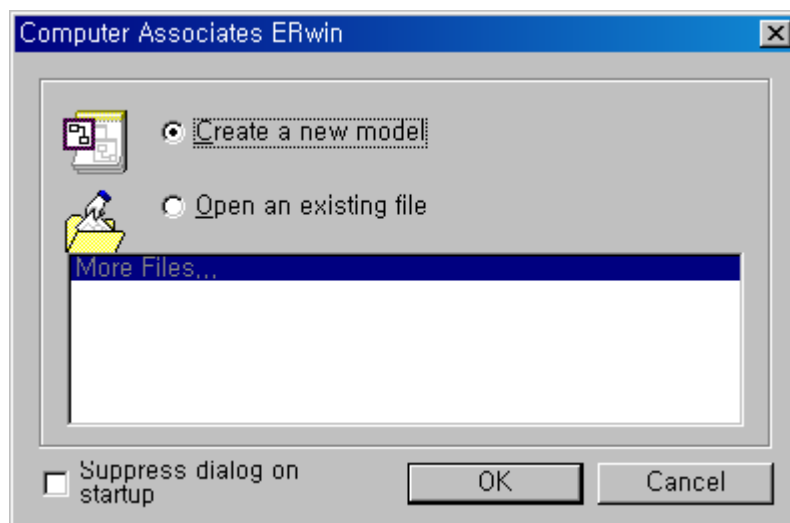 Computer Associates ERwin
Create a new model
Open an existing file
More Files...
Suppress dialog on
startup
OK
Cancel